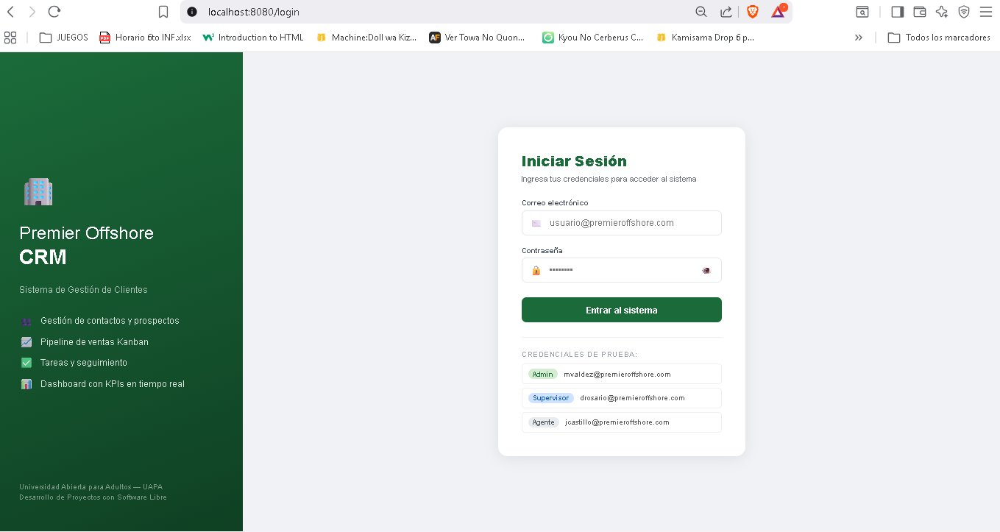 localhost:8080/login
JUEGOS
Horario 6to INF.xlsx
Introduction to HTML
Machine:Doll wa Kiz...
Ver Towa No Quon...
Kyou No Cerberus C...
Kamisama Drop 6 p...
»
Todos los marcadores
Premier Offshore
CRM
Sistema de Gestión de Clientes
Gestión de contactos y prospectos
Pipeline de ventas Kanban
Tareas y seguimiento
Dashboard con KPIs en tiempo real
Universidad Abierta para Adultos — UAPA
Desarrollo de Proyectos con Software Libre
Iniciar Sesión
Ingresa tus credenciales para acceder al sistema
Correo electrónico
usuario@premieroffshore.com
Contraseña
••••••••
Entrar al sistema
CREDENCIALES DE PRUEBA:
Admin mvaldez@premieroffshore.com
Supervisor drosario@premieroffshore.com
Agente jcastillo@premieroffshore.com